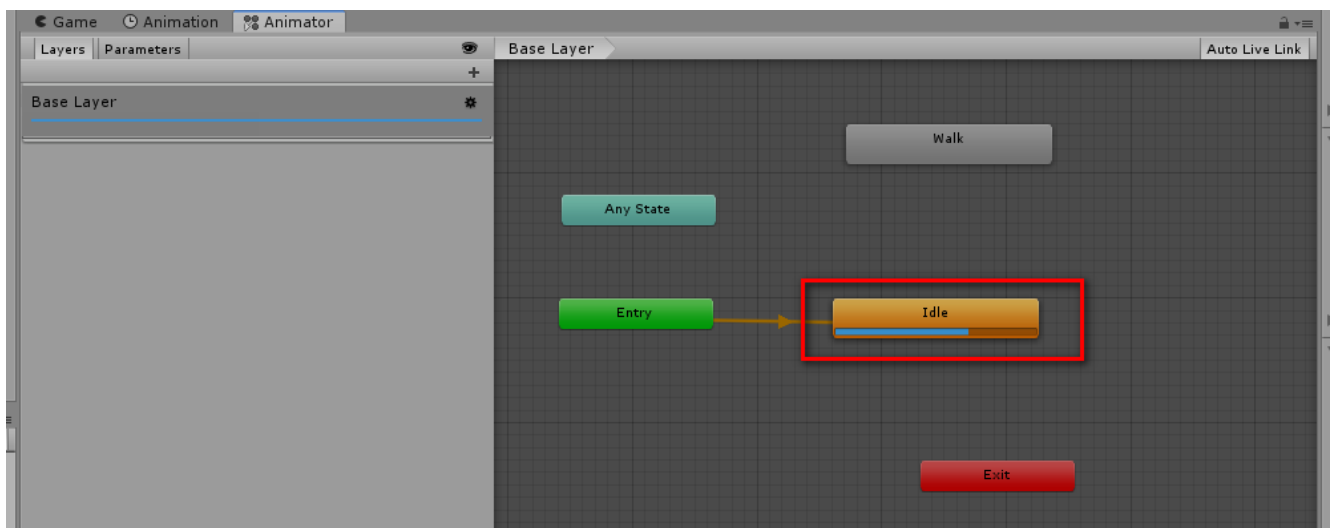 Game Animation Animator
Layers Parameters Base Layer Auto Live Link
+
Base Layer
Walk
Any State
Entry Idle
Exit